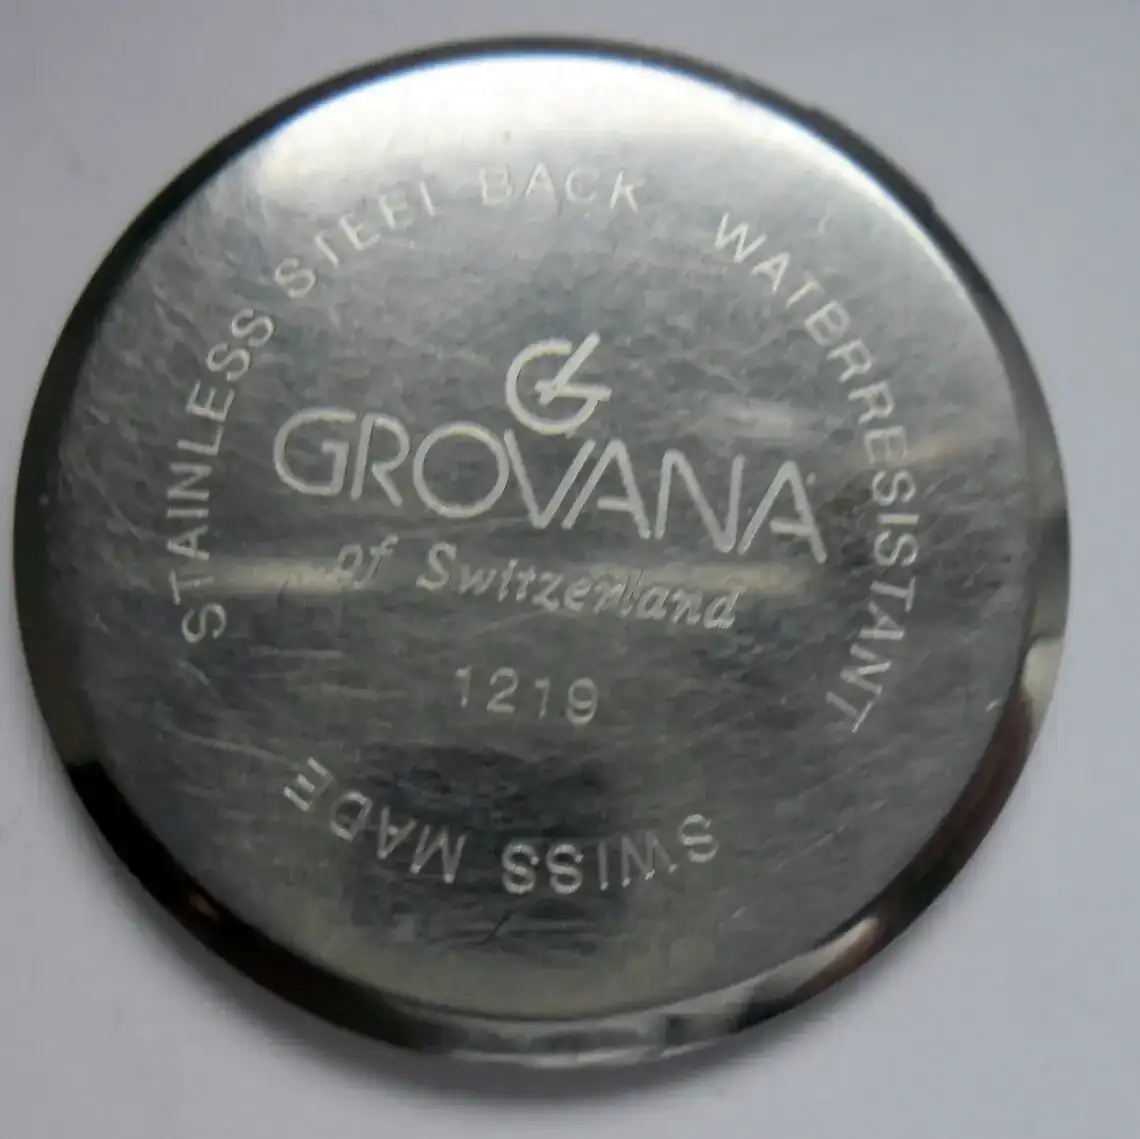 STAINLESS STEEL BACK WATERRESISTANT
GROVANA
of Switzerland
1219
SWISS MADE